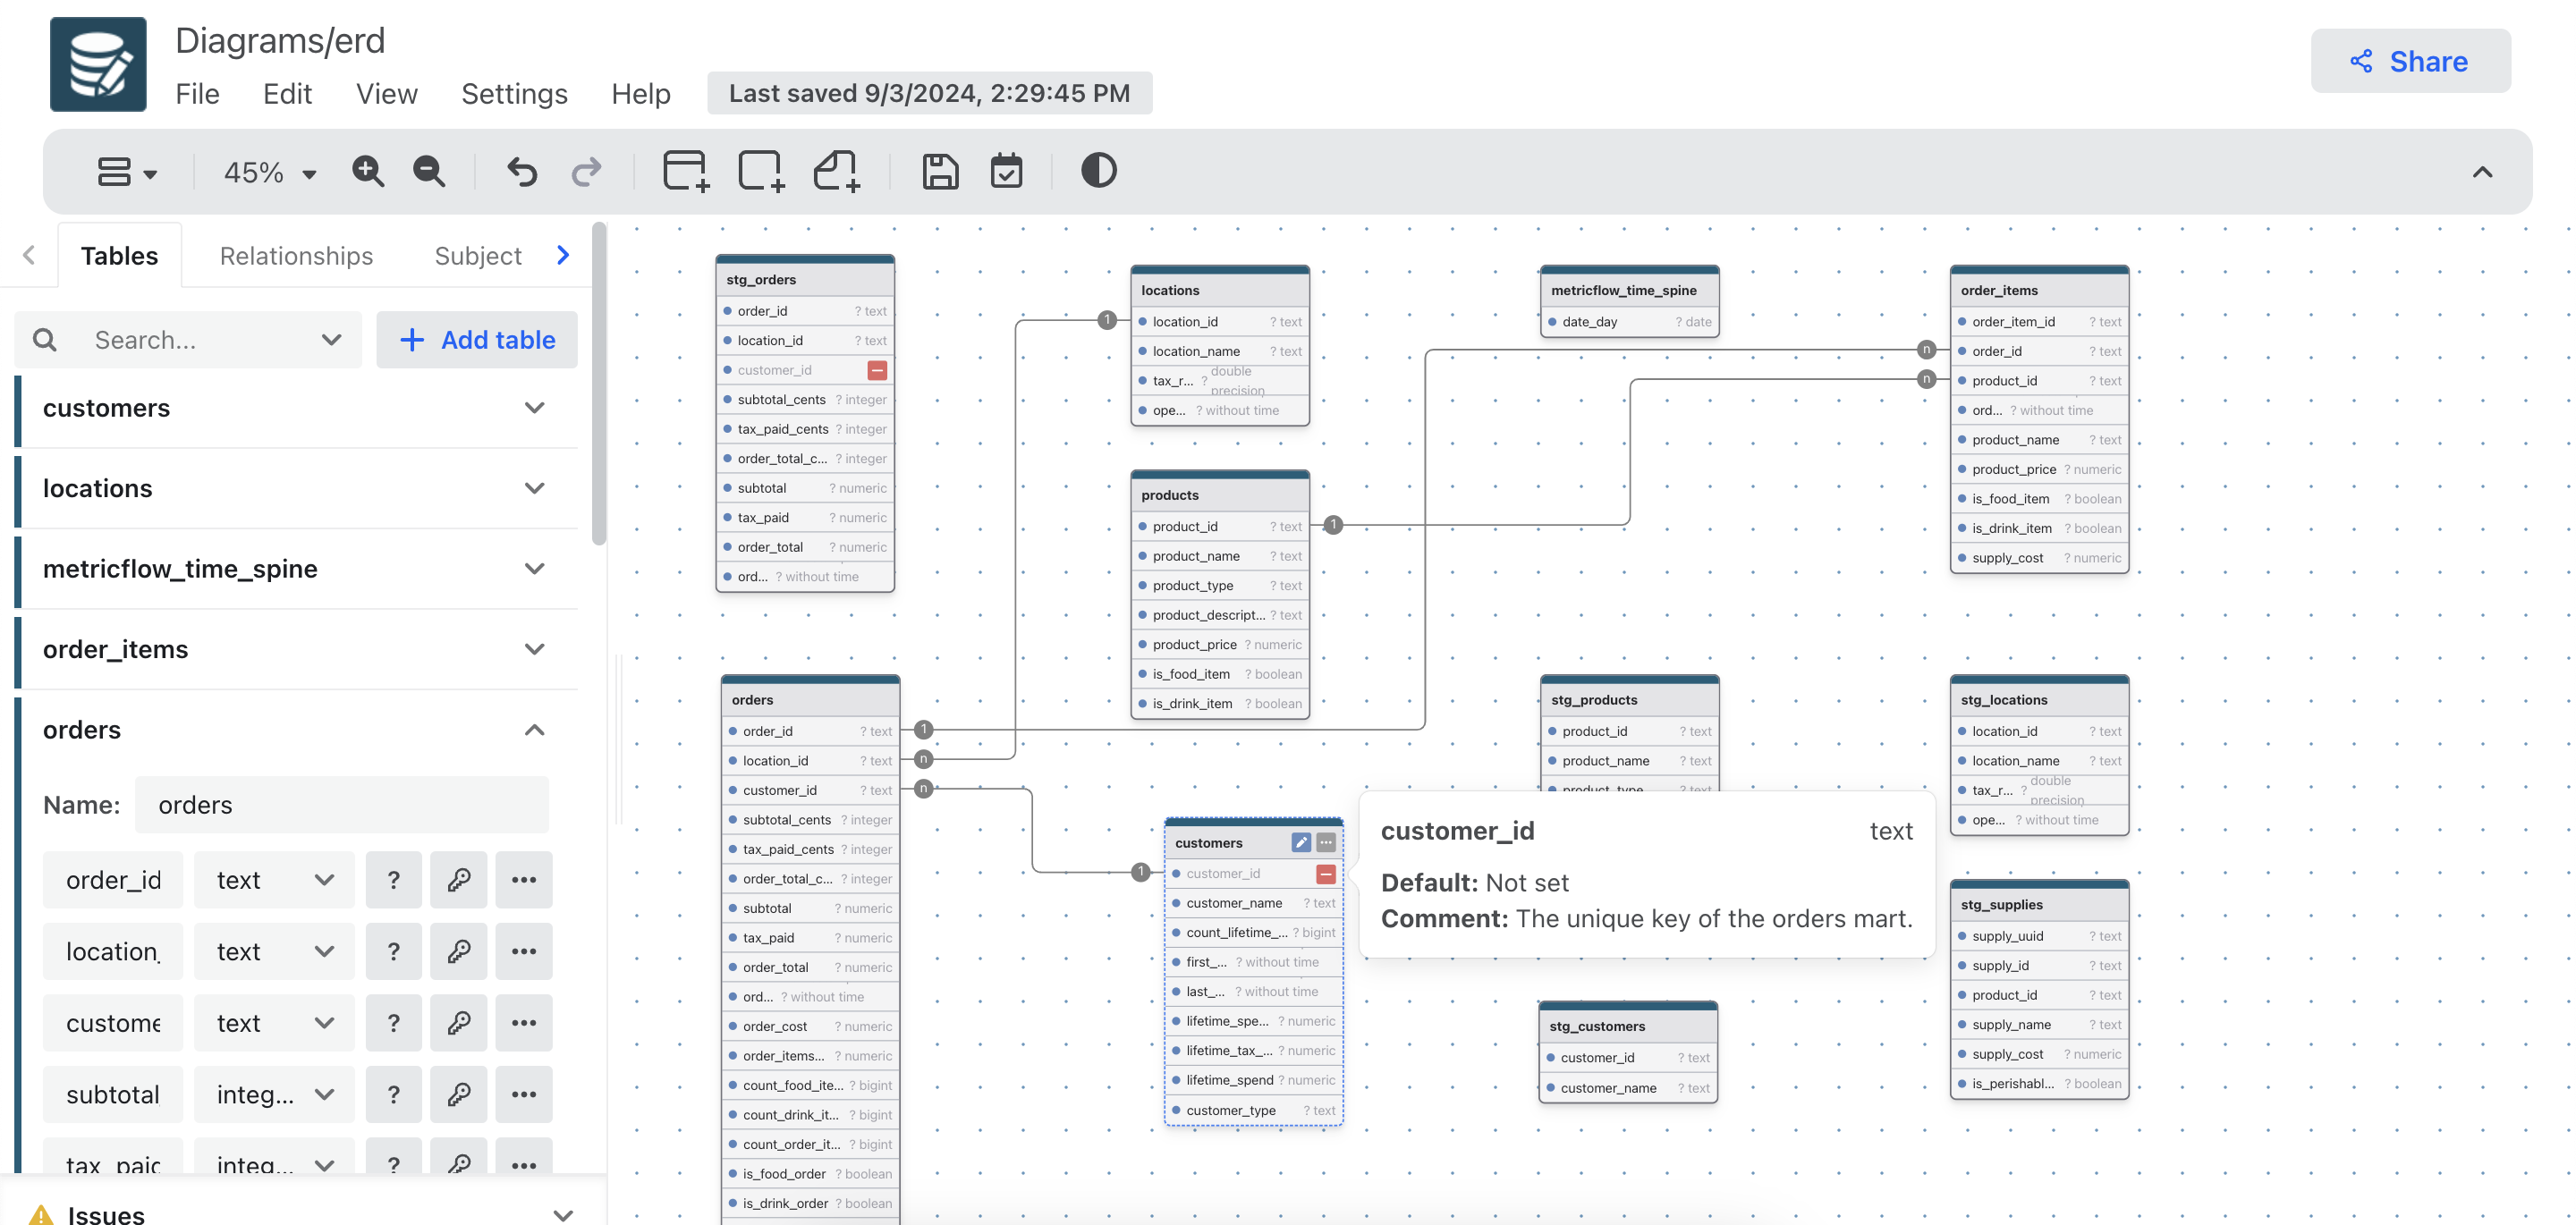 Diagrams/erd
File Edit View Settings Help Last saved 9/3/2024, 2:29:45 PM
Share
45%
Tables Relationships Subject
Search... Add table
customers
locations
metricflow_time_spine
order_items
orders
Name: orders
order_id text ?
location_ text ?
custome text ?
subtotal integ... ?
tax_paid integ... ?
Issues
stg_orders
order_id ? text
location_id ? text
customer_id
subtotal_cents ? integer
tax_paid_cents ? integer
order_total_c... ? integer
subtotal ? numeric
tax_paid ? numeric
order_total ? numeric
ord... ? without time
orders
order_id ? text 1
location_id ? text n
customer_id ? text n
subtotal_cents ? integer
tax_paid_cents ? integer
order_total_c... ? integer
subtotal ? numeric
tax_paid ? numeric
order_total ? numeric
ord... ? without time
order_cost ? numeric
order_items... ? numeric
count_food_ite... ? bigint
count_drink_it... ? bigint
count_order_it... ? bigint
is_food_order ? boolean
is_drink_order ? boolean
locations
1 location_id ? text
location_name ? text
tax_r... ? double
precision
ope... ? without time
products
product_id ? text 1
product_name ? text
product_type ? text
product_descript... ? text
product_price ? numeric
is_food_item ? boolean
is_drink_item ? boolean
customers
1 customer_id
customer_name ? text
count_lifetime_... ? bigint
first_... ? without time
last_... ? without time
lifetime_spe... ? numeric
lifetime_tax_... ? numeric
lifetime_spend ? numeric
customer_type ? text
metricflow_time_spine
date_day ? date
stg_products
product_id ? text
product_name ? text
product_type ? text
customer_id text
Default: Not set
Comment: The unique key of the orders mart.
stg_customers
customer_id ? text
customer_name ? text
order_items
order_item_id ? text
n order_id ? text
n product_id ? text
ord... ? without time
product_name ? text
product_price ? numeric
is_food_item ? boolean
is_drink_item ? boolean
supply_cost ? numeric
stg_locations
location_id ? text
location_name ? text
tax_r... ? double
precision
ope... ? without time
stg_supplies
supply_uuid ? text
supply_id ? text
product_id ? text
supply_name ? text
supply_cost ? numeric
is_perishabl... ? boolean